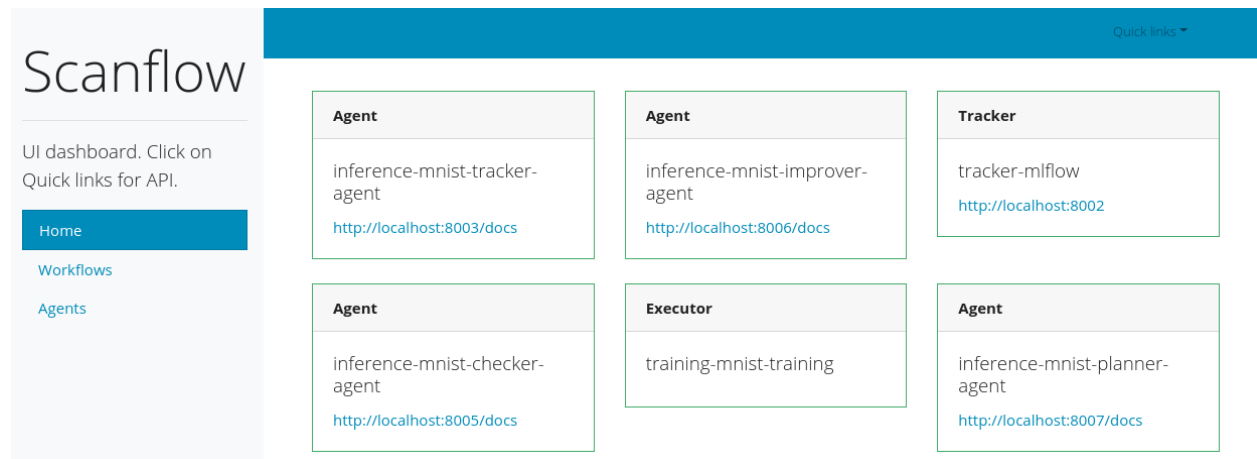 Scanflow
UI dashboard. Click on
Quick links for API.
Home
Workflows
Agents
Quick links
Agent
inference-mnist-tracker-
agent
http://localhost:8003/docs
Agent
inference-mnist-improver-
agent
http://localhost:8006/docs
Tracker
tracker-mlflow
http://localhost:8002
Agent
inference-mnist-checker-
agent
http://localhost:8005/docs
Executor
training-mnist-training
Agent
inference-mnist-planner-
agent
http://localhost:8007/docs